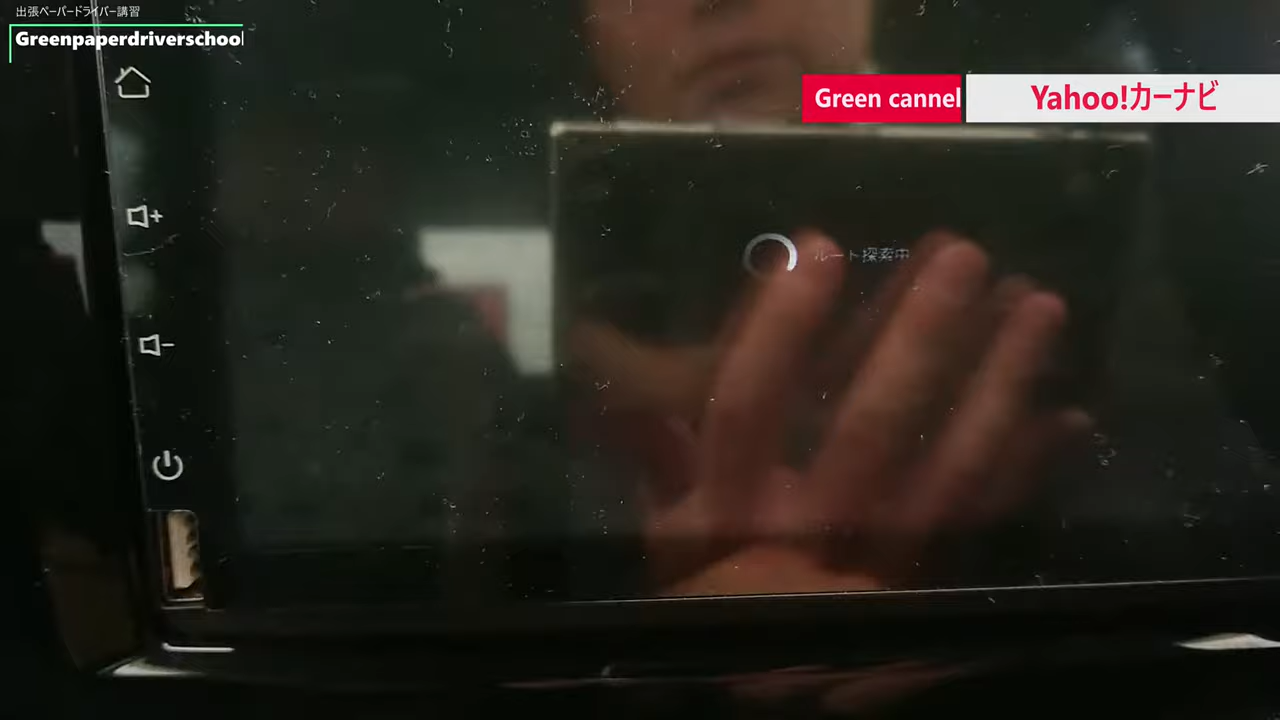 出張ペーパードライバー講習
Greenpaperdriverschool
Green cannel
Yahoo!カーナビ
ルート探索中